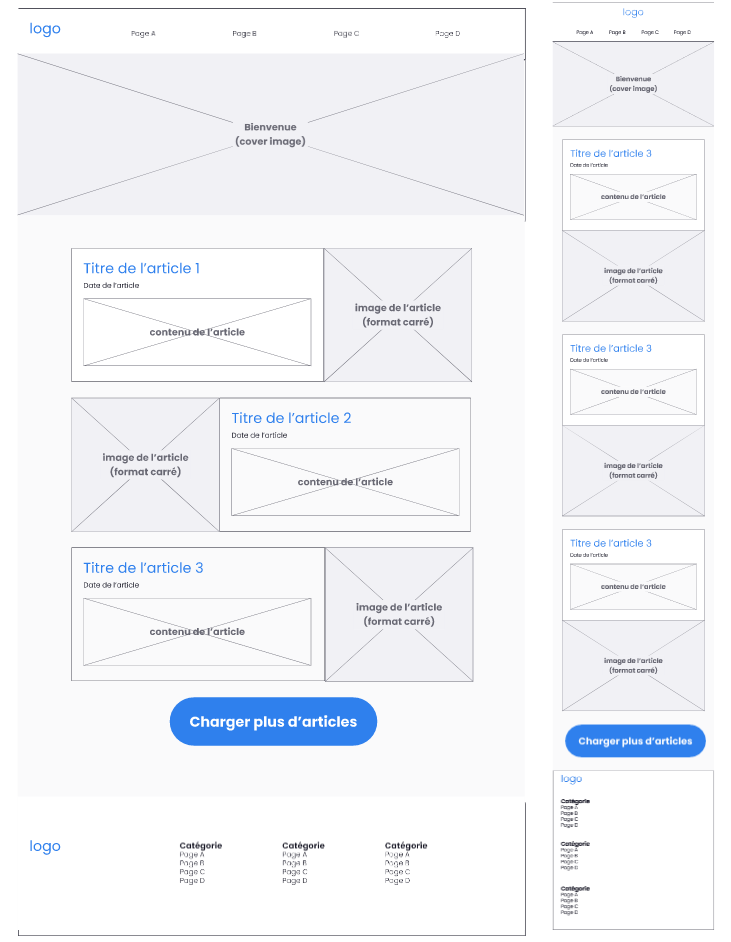 logo
Page A
Page B
Page C
Page D
Bienvenue
(cover image)
Titre de l'article 1
Date de l'article
contenu de l'article
image de l'article
(format carré)
image de l'article
(format carré)
Titre de l'article 2
Date de l'article
contenu de l'article
Titre de l'article 3
Date de l'article
contenu de l'article
image de l'article
(format carré)
Charger plus d'articles
logo
Catégorie
Page A
Page B
Page C
Page D
Catégorie
Page A
Page B
Page C
Page D
Catégorie
Page A
Page B
Page C
Page D
logo
Page A
Page B
Page C
Page D
Bienvenue
(cover image)
Titre de l'article 3
Date de l'article
contenu de l'article
image de l'article
(format carré)
Titre de l'article 3
Date de l'article
contenu de l'article
image de l'article
(format carré)
Titre de l'article 3
Date de l'article
contenu de l'article
image de l'article
(format carré)
Charger plus d'articles
logo
Catégorie
Page A
Page B
Page C
Page D
Catégorie
Page A
Page B
Page C
Page D
Catégorie
Page A
Page B
Page C
Page D